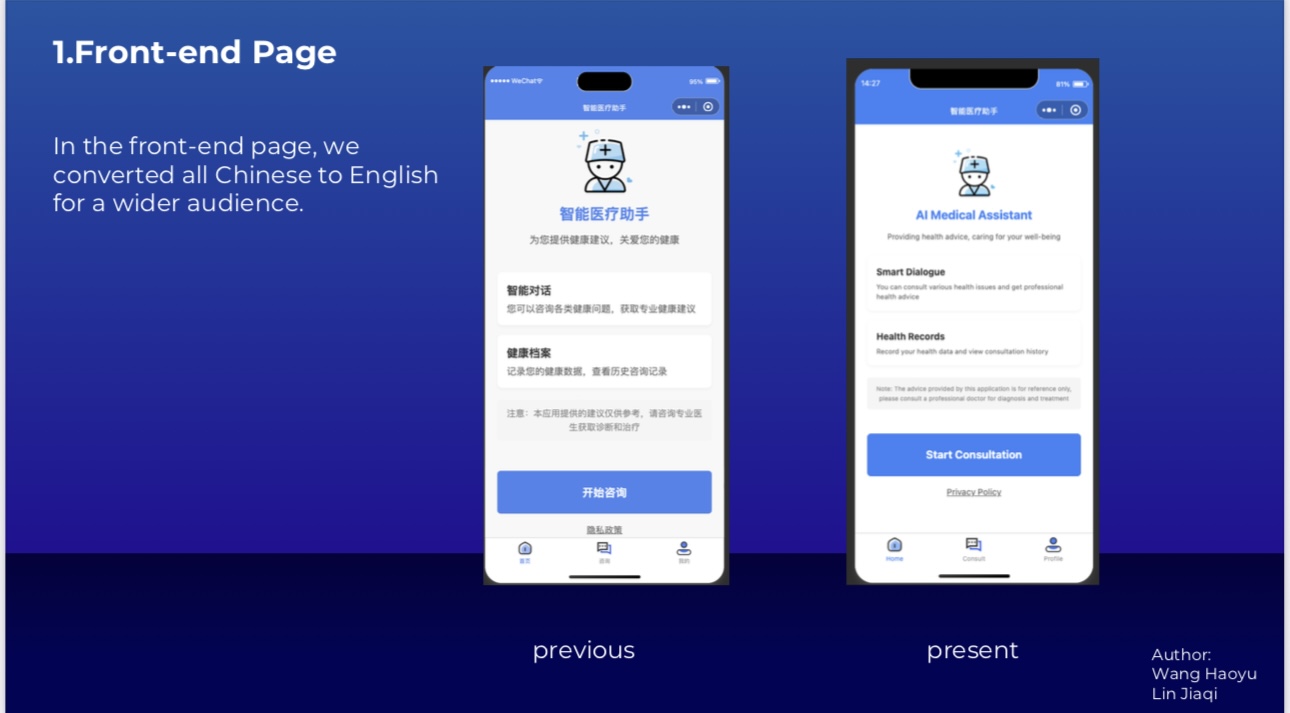 1.Front-end Page
In the front-end page, we
converted all Chinese to English
for a wider audience.
WeChat
95%
智能医疗助手
智能医疗助手
为您提供健康建议，关爱您的健康
智能对话
您可以咨询各类健康问题，获取专业健康建议
健康档案
记录您的健康数据，查看历史咨询记录
注意：本应用提供的建议仅供参考，请咨询专业医
生获取诊断和治疗
开始咨询
隐私政策
首页
咨询
我的
previous
14:27
81%
智能医疗助手
AI Medical Assistant
Providing health advice, caring for your well-being
Smart Dialogue
You can consult various health issues and get professional
health advice
Health Records
Record your health data and view consultation history
Note: The advice provided by this application is for reference only,
please consult a professional doctor for diagnosis and treatment
Start Consultation
Privacy Policy
Home
Consult
Profile
present
Author:
Wang Haoyu
Lin Jiaqi